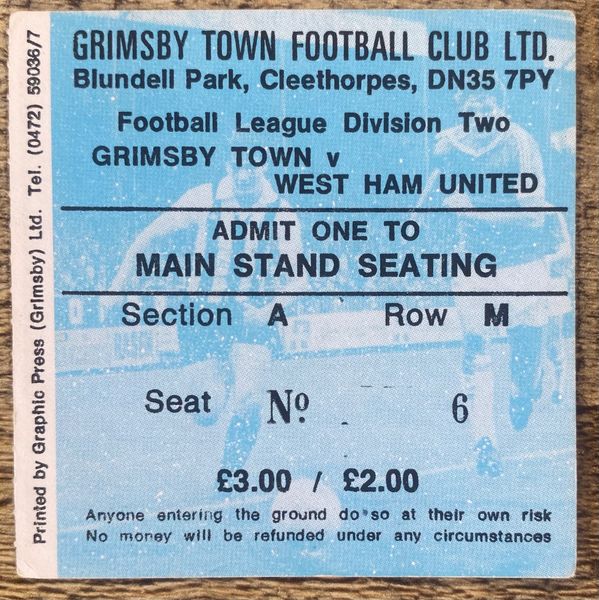 GRIMSBY TOWN FOOTBALL CLUB LTD.
Blundell Park, Cleethorpes, DN35 7PY
Football League Division Two
GRIMSBY TOWN v
WEST HAM UNITED
ADMIT ONE TO
MAIN STAND SEATING
Section A Row M
Seat Nº 6
£3.00 / £2.00
Anyone entering the ground do so at their own risk
No money will be refunded under any circumstances
Printed by Graphic Press (Grimsby) Ltd. Tel. (0472) 59036/7